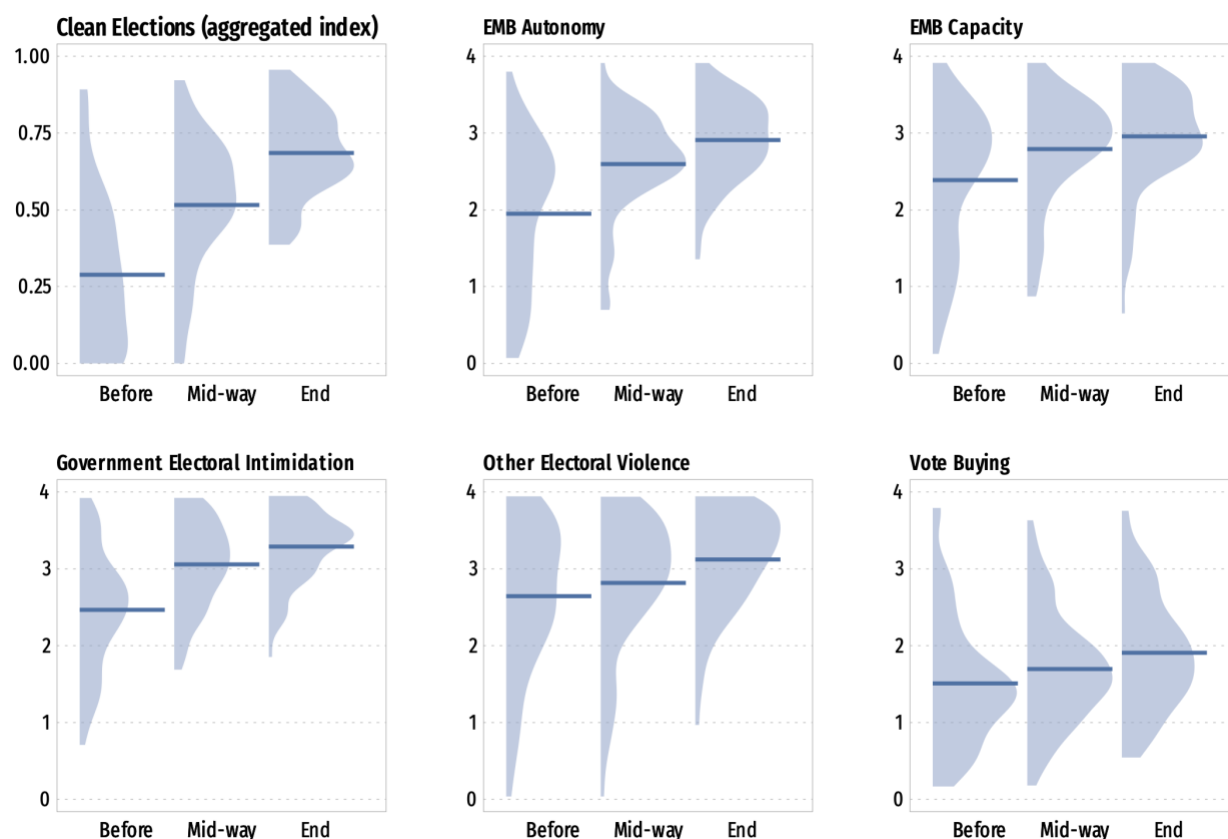 Clean Elections (aggregated index)
1.00
0.75
0.50
0.25
0.00
Before Mid-way End
EMB Autonomy
4
3
2
1
0
Before Mid-way End
EMB Capacity
4
3
2
1
0
Before Mid-way End
Government Electoral Intimidation
4
3
2
1
0
Before Mid-way End
Other Electoral Violence
4
3
2
1
0
Before Mid-way End
Vote Buying
4
3
2
1
0
Before Mid-way End